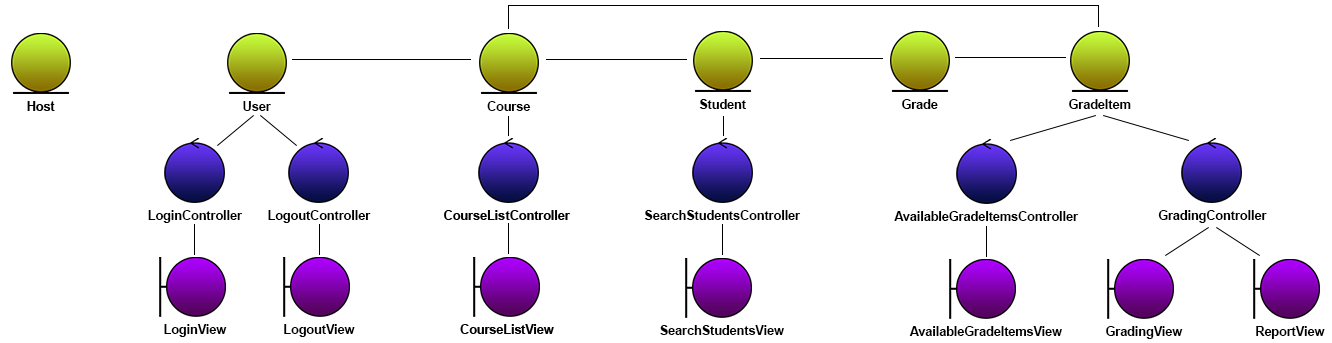 Host
User
Course
Student
Grade
GradeItem
LoginController
LogoutController
CourseListController
SearchStudentsController
AvailableGradeItemsController
GradingController
LoginView
LogoutView
CourseListView
SearchStudentsView
AvailableGradeItemsView
GradingView
ReportView